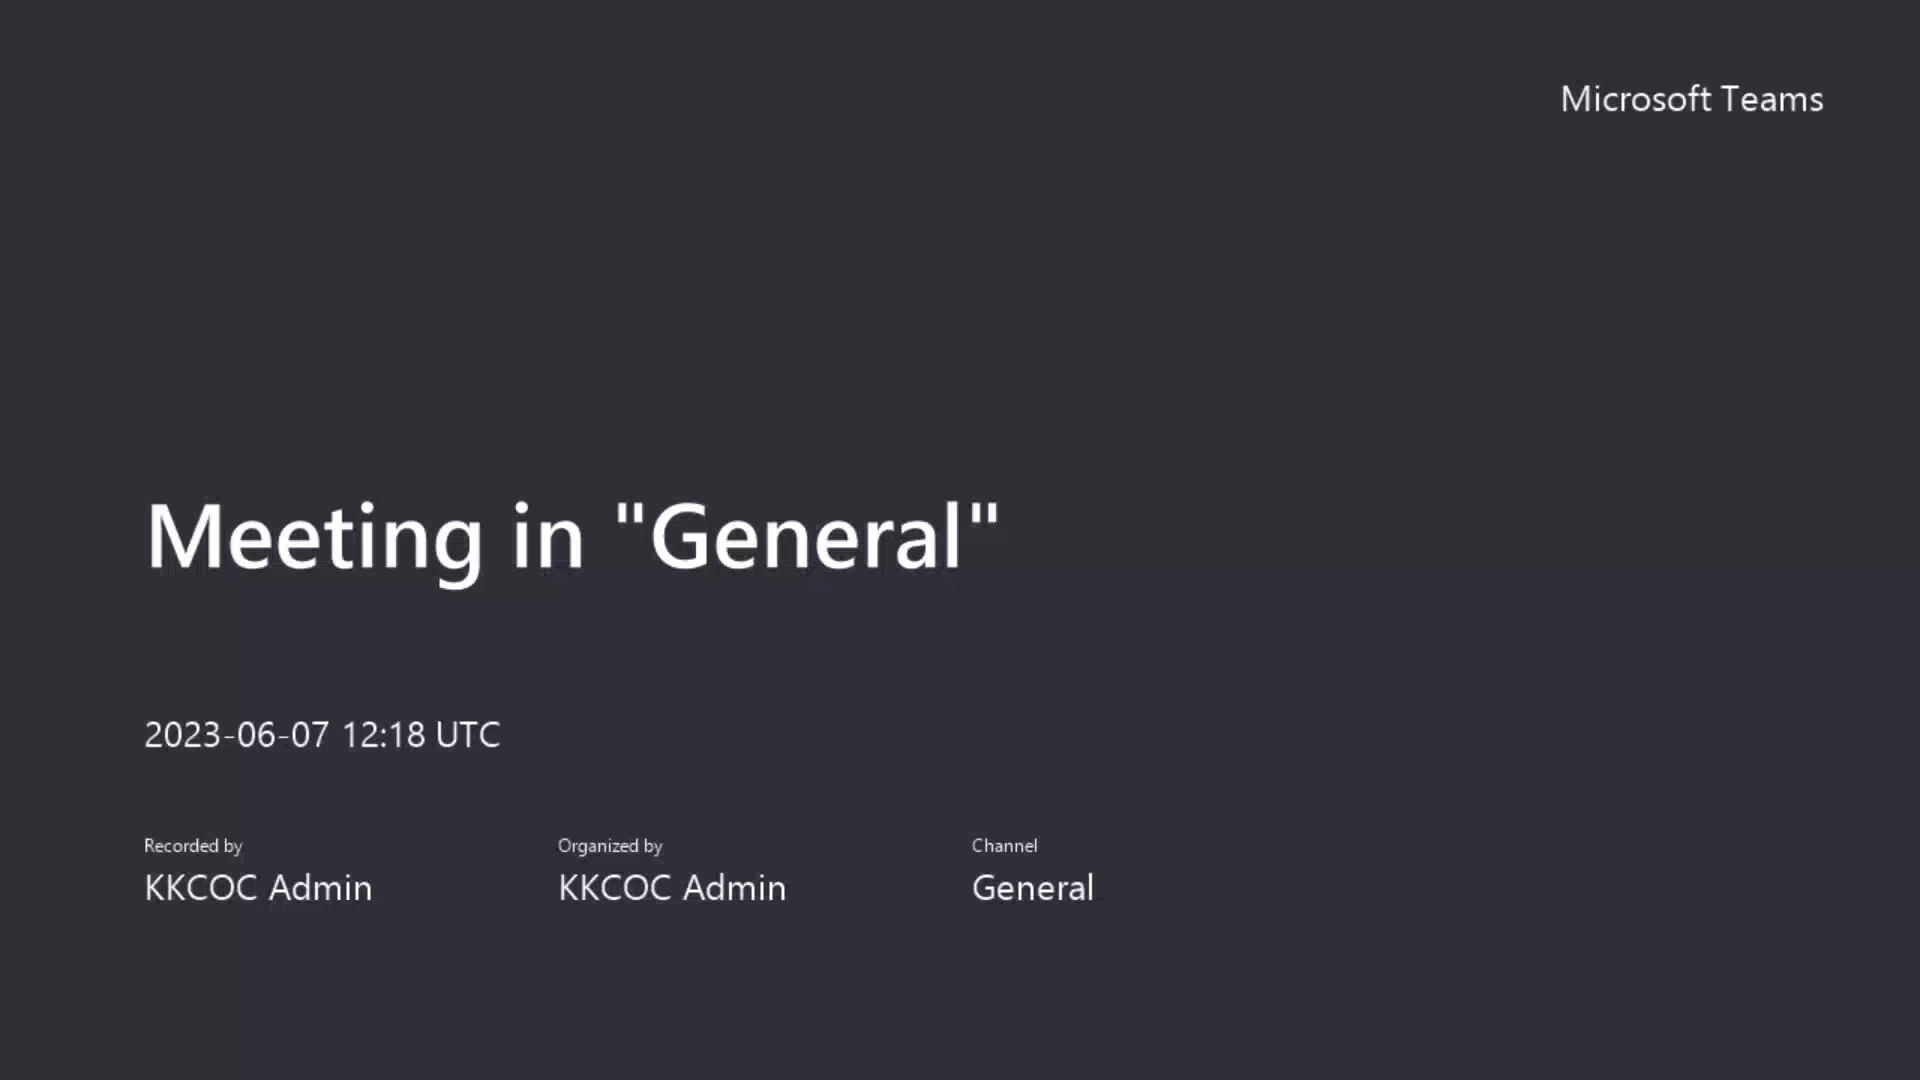 Microsoft Teams
Meeting in "General"
2023-06-07 12:18 UTC
Recorded by
KKCOC Admin
Organized by
KKCOC Admin
Channel
General